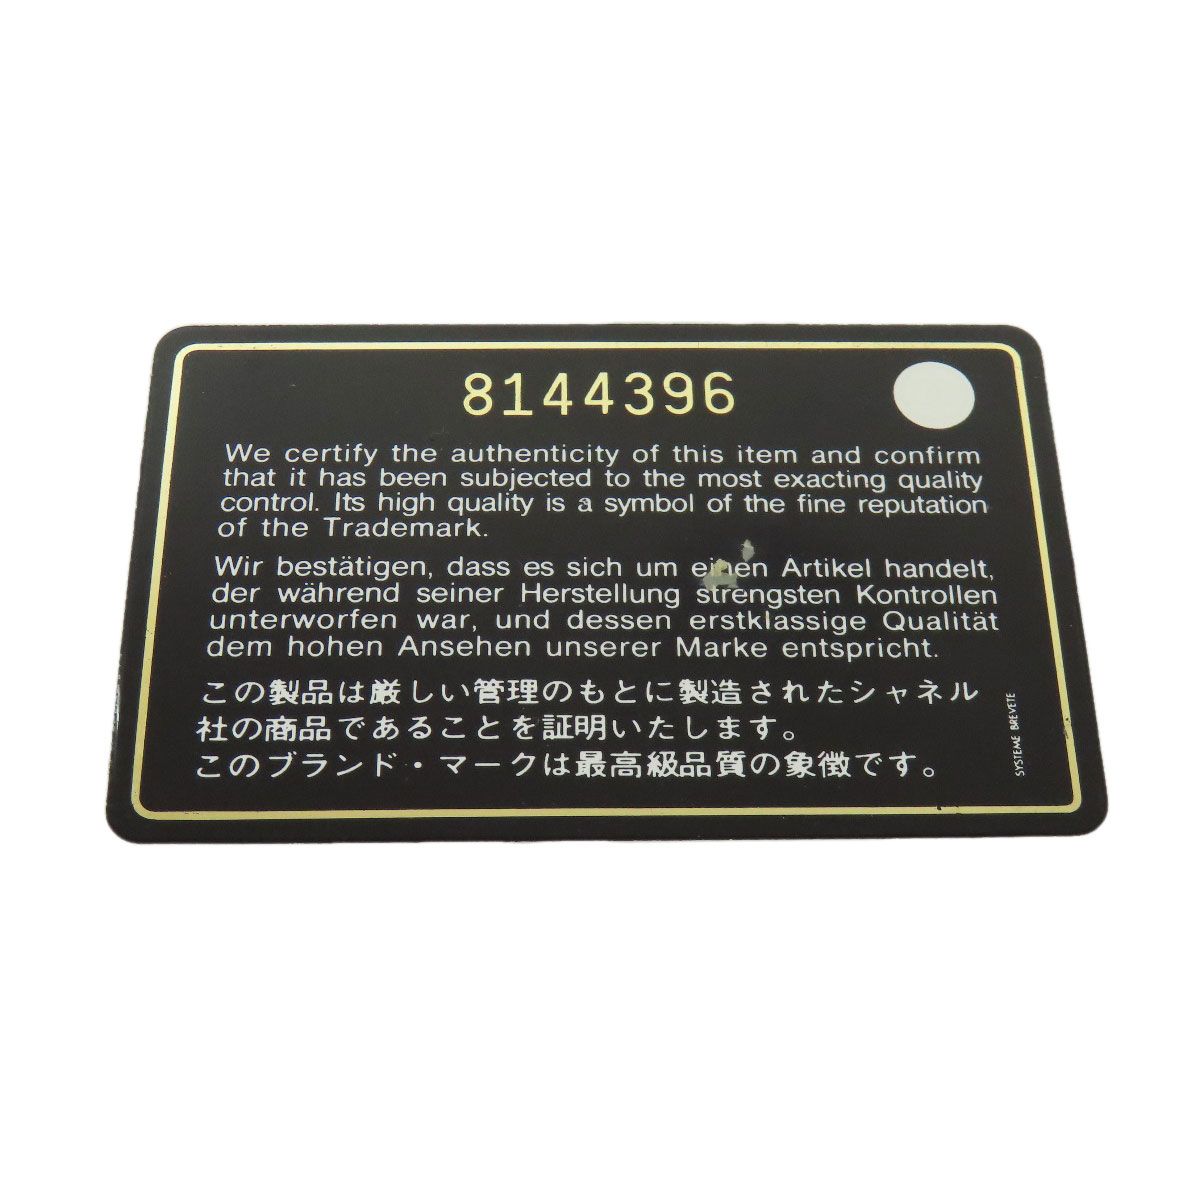 8144396
We certify the authenticity of this item and confirm
that it has been subjected to the most exacting quality
control. Its high quality is a symbol of the fine reputation
of the Trademark.
Wir bestätigen, dass es sich um einen Artikel handelt,
der während seiner Herstellung strengsten Kontrollen
unterworfen war, und dessen erstklassige Qualität
dem hohen Ansehen unserer Marke entspricht.
この製品は厳しい管理のもとに製造されたシャネル
社の商品であることを証明いたします。
このブランド・マークは最高級品質の象徴です。
SYSTEME BREVETE